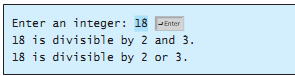 Enter an integer: 18 ↵Enter
18 is divisible by 2 and 3.
18 is divisible by 2 or 3.